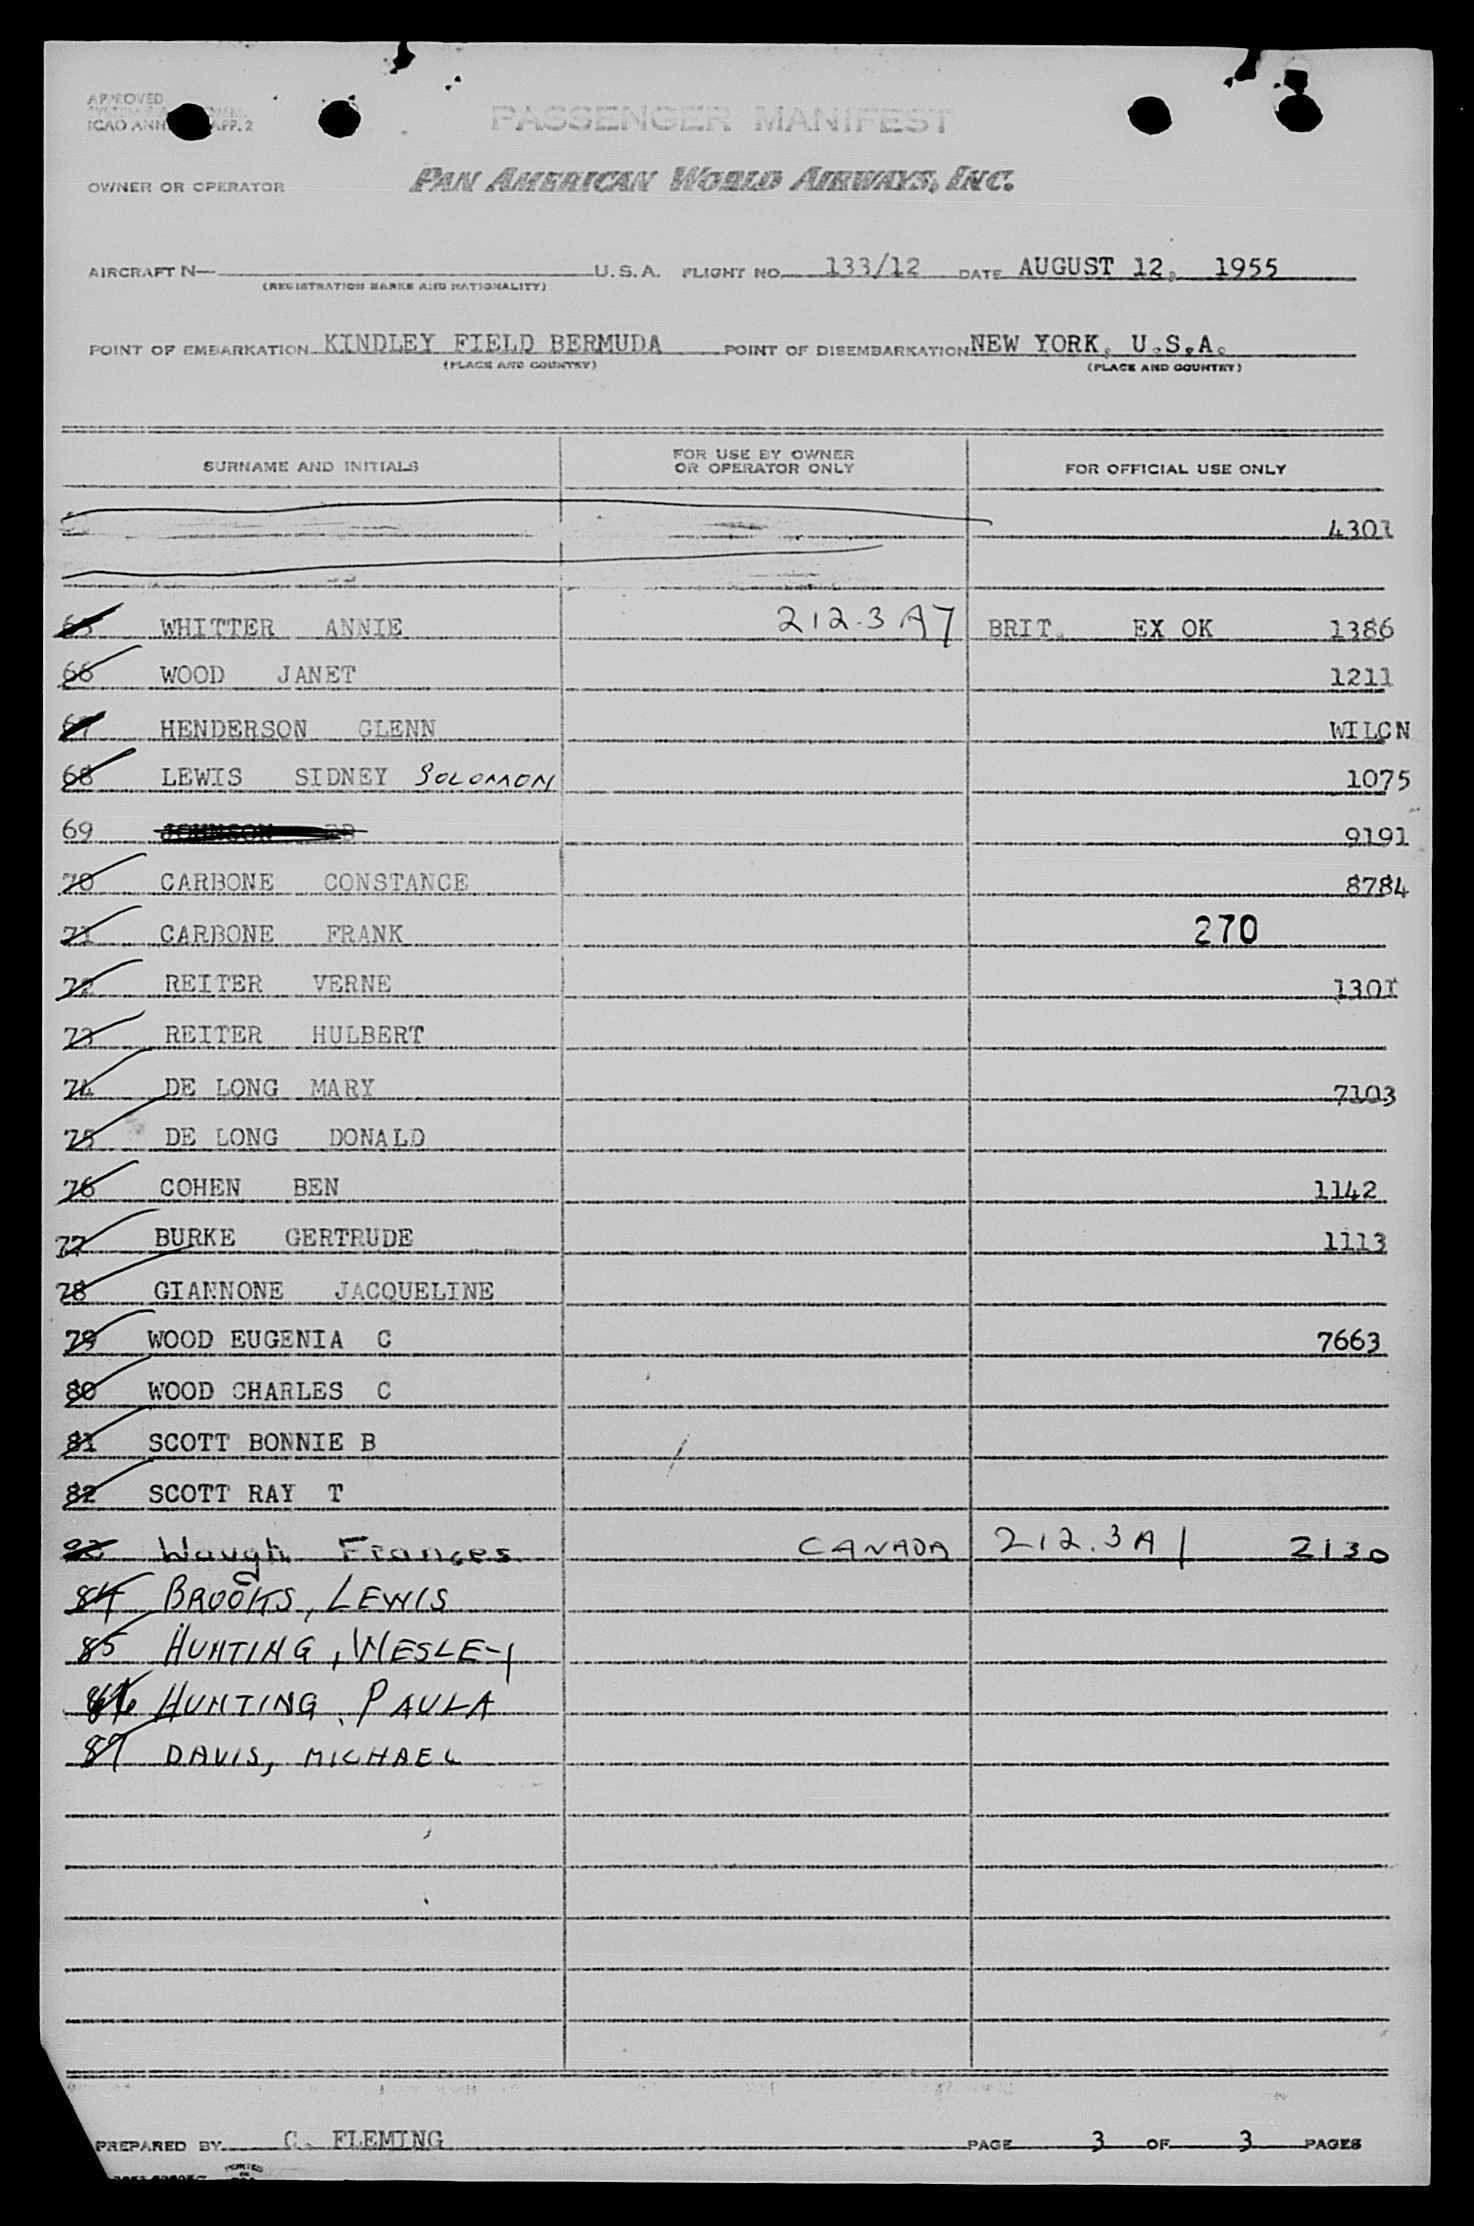 APPROVED
ICAO ANN APP. 2
PASSENGER MANIFEST
OWNER OR OPERATOR PAN AMERICAN WORLD AIRWAYS, INC.
AIRCRAFT N— U.S.A. FLIGHT NO. 133/12 DATE AUGUST 12, 1955
(REGISTRATION MARKS AND NATIONALITY)
POINT OF EMBARKATION KINDLEY FIELD BERMUDA POINT OF DISEMBARKATION NEW YORK, U.S.A.
(PLACE AND COUNTRY) (PLACE AND COUNTRY)
SURNAME AND INITIALS FOR USE BY OWNER OR OPERATOR ONLY FOR OFFICIAL USE ONLY
4301
65 WHITTER ANNIE 212.3 A7 BRIT. EX OK 1386
66 WOOD JANET 1211
67 HENDERSON GLENN WILCN
68 LEWIS SIDNEY SOLOMON 1075
69 JOHNSON 9191
70 CARBONE CONSTANCE 8784
71 CARBONE FRANK 270
72 REITER VERNE 1301
73 REITER HULBERT
74 DE LONG MARY 7103
75 DE LONG DONALD
76 COHEN BEN 1142
77 BURKE GERTRUDE 1113
78 GIANNONE JACQUELINE
79 WOOD EUGENIA C 7663
80 WOOD CHARLES C
81 SCOTT BONNIE B
82 SCOTT RAY T
83 Waugh Frances CANADA 212.3A1 2130
84 BROOKS, LEWIS
85 HUNTING, WESLEY
86 HUNTING, PAULA
87 DAVIS, MICHAEL
PREPARED BY C. FLEMING PAGE 3 OF 3 PAGES